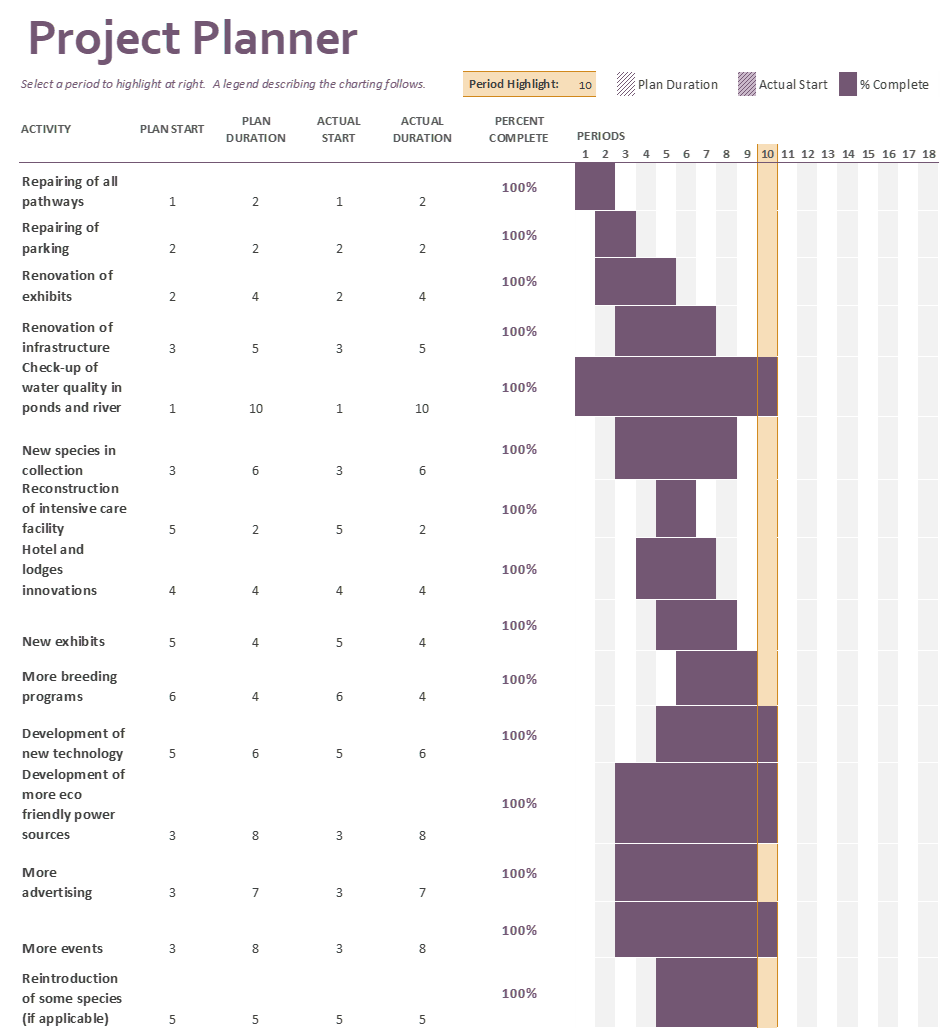 Project Planner
Select a period to highlight at right.  A legend describing the charting follows.
Period Highlight: 10
Plan Duration
Actual Start
% Complete
ACTIVITY
PLAN START
PLAN
DURATION
ACTUAL
START
ACTUAL
DURATION
PERCENT
COMPLETE
PERIODS
1 2 3 4 5 6 7 8 9 10 11 12 13 14 15 16 17 18
Repairing of all
pathways 1 2 1 2 100%
Repairing of
parking 2 2 2 2 100%
Renovation of
exhibits 2 4 2 4 100%
Renovation of
infrastructure 3 5 3 5 100%
Check-up of
water quality in
ponds and river 1 10 1 10 100%
New species in
collection 3 6 3 6 100%
Reconstruction
of intensive care
facility 5 2 5 2 100%
Hotel and
lodges
innovations 4 4 4 4 100%
New exhibits 5 4 5 4 100%
More breeding
programs 6 4 6 4 100%
Development of
new technology 5 6 5 6 100%
Development of
more eco
friendly power
sources 3 8 3 8 100%
More
advertising 3 7 3 7 100%
More events 3 8 3 8 100%
Reintroduction
of some species
(if applicable) 5 5 5 5 100%